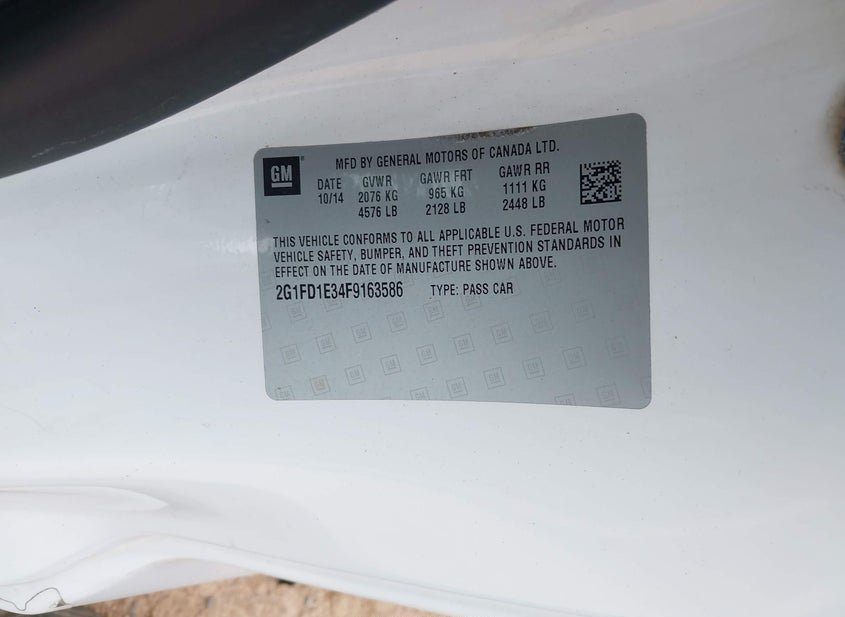 GM ® MFD BY GENERAL MOTORS OF CANADA LTD.
DATE GVWR GAWR FRT GAWR RR
10/14 2076 KG 965 KG 1111 KG
4576 LB 2128 LB 2448 LB
THIS VEHICLE CONFORMS TO ALL APPLICABLE U.S. FEDERAL MOTOR
VEHICLE SAFETY, BUMPER, AND THEFT PREVENTION STANDARDS IN
EFFECT ON THE DATE OF MANUFACTURE SHOWN ABOVE.
2G1FD1E34F9163586 TYPE: PASS CAR